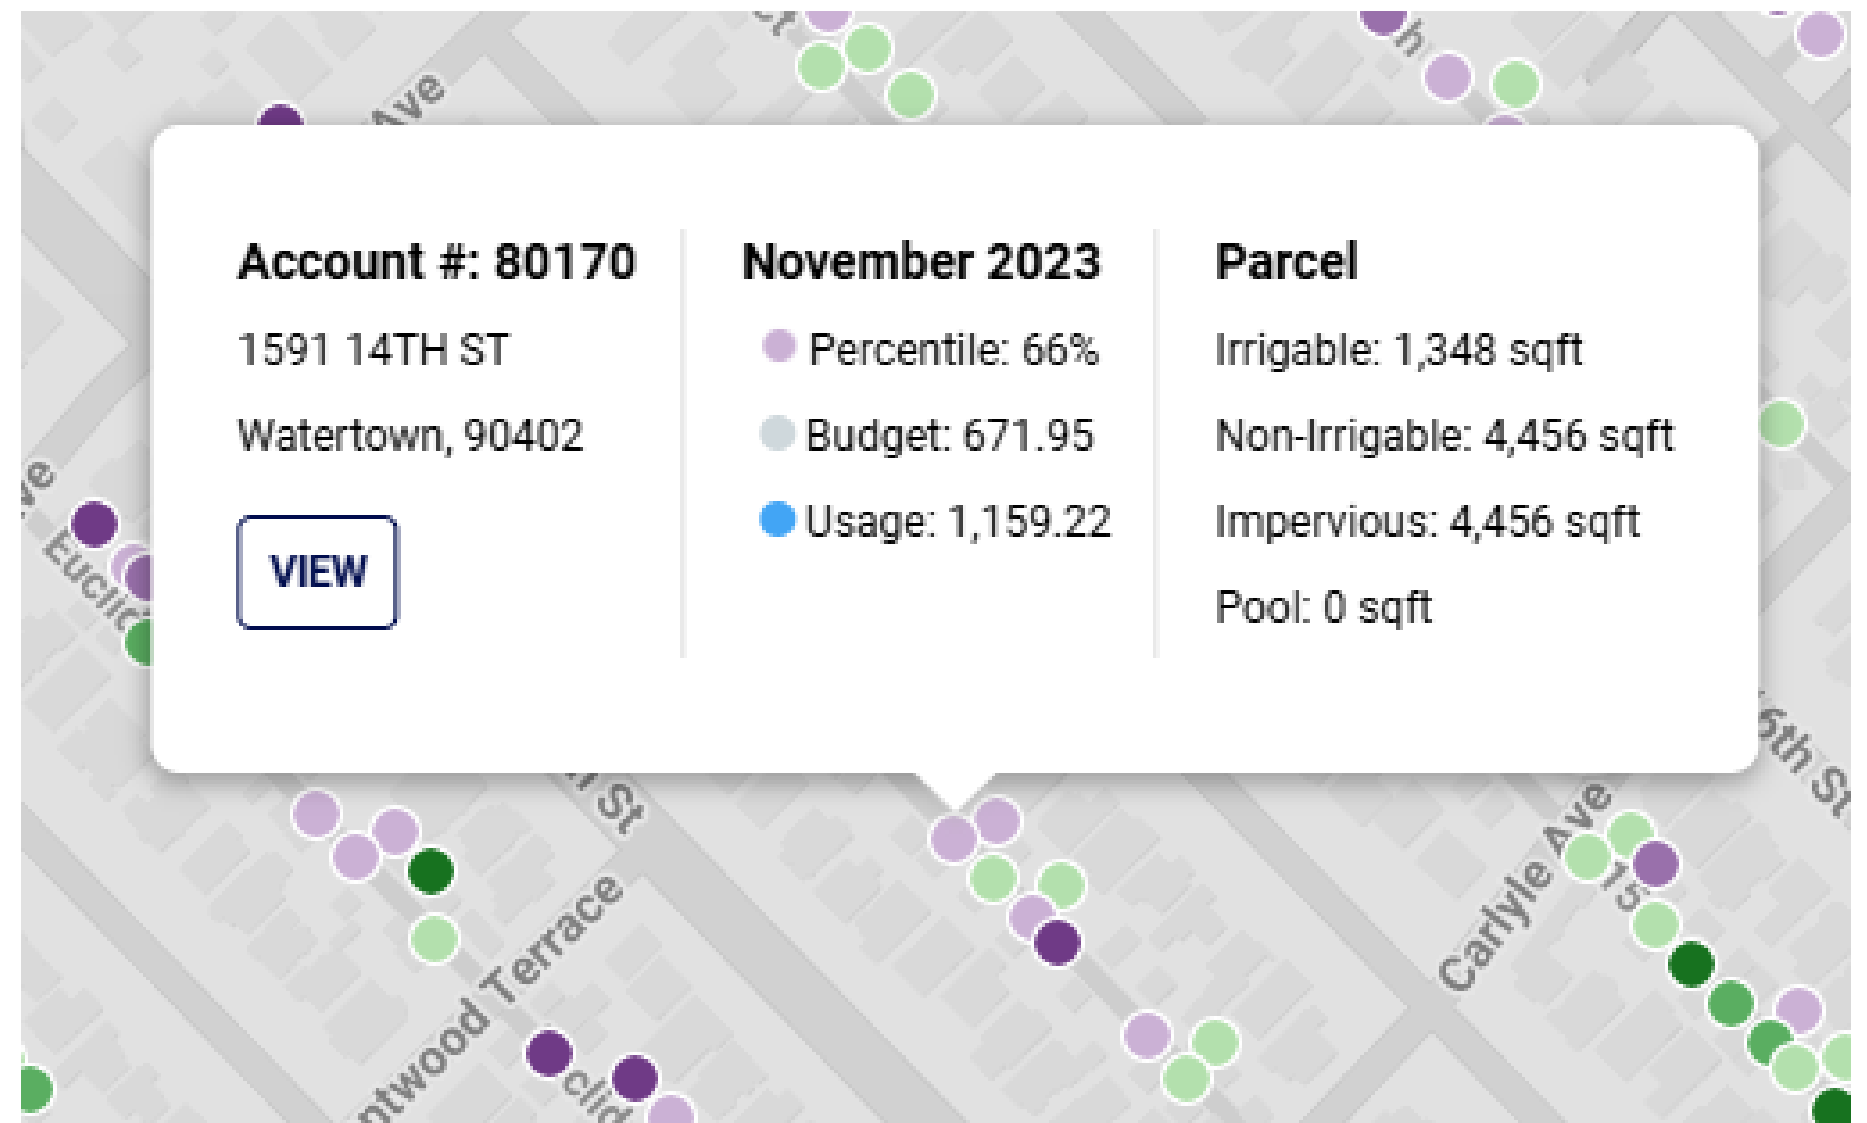 Ave
Account #: 80170
1591 14TH ST
Watertown, 90402
VIEW
November 2023
Percentile: 66%
Budget: 671.95
Usage: 1,159.22
Parcel
Irrigable: 1,348 sqft
Non-Irrigable: 4,456 sqft
Impervious: 4,456 sqft
Pool: 0 sqft
St
Carlyle Ave
15
ntwood Terrace